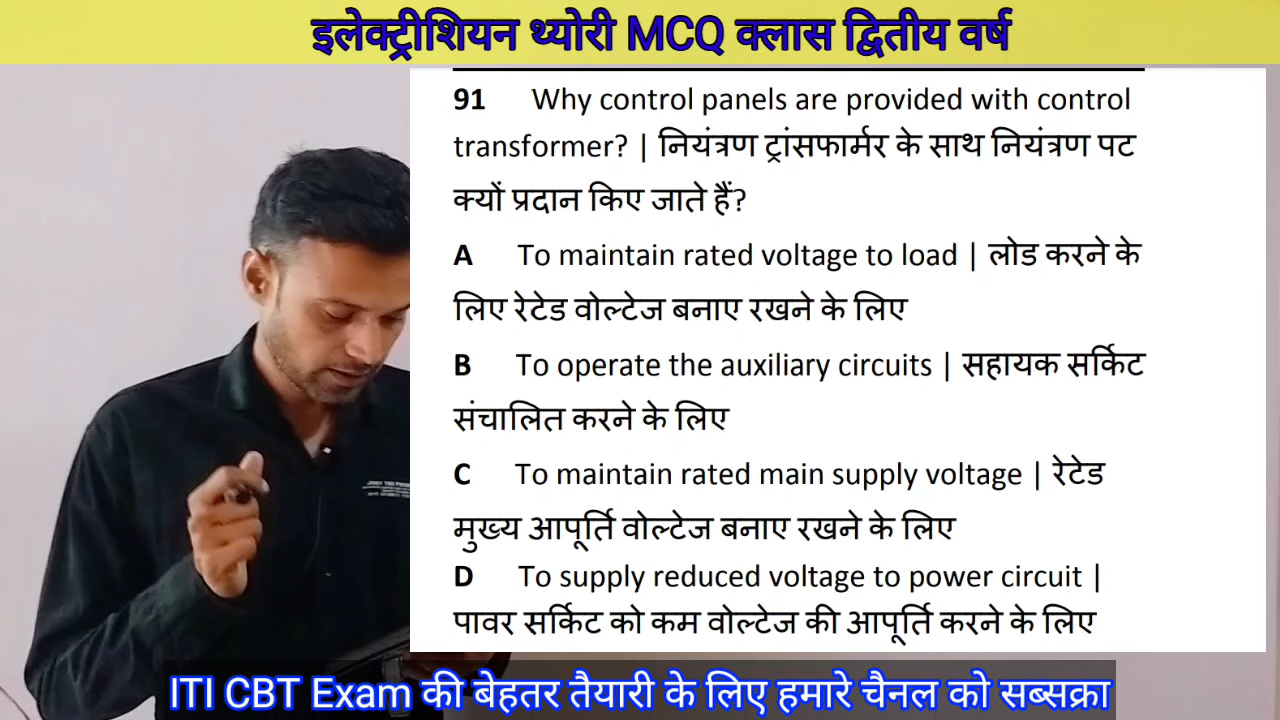 इलेक्ट्रीशियन थ्योरी MCQ क्लास द्वितीय वर्ष
91 Why control panels are provided with control
transformer? | नियंत्रण ट्रांसफार्मर के साथ नियंत्रण पट
क्यों प्रदान किए जाते हैं?
A To maintain rated voltage to load | लोड करने के
लिए रेटेड वोल्टेज बनाए रखने के लिए
B To operate the auxiliary circuits | सहायक सर्किट
संचालित करने के लिए
C To maintain rated main supply voltage | रेटेड
मुख्य आपूर्ति वोल्टेज बनाए रखने के लिए
D To supply reduced voltage to power circuit |
पावर सर्किट को कम वोल्टेज की आपूर्ति करने के लिए
ITI CBT Exam की बेहतर तैयारी के लिए हमारे चैनल को सब्सक्रा